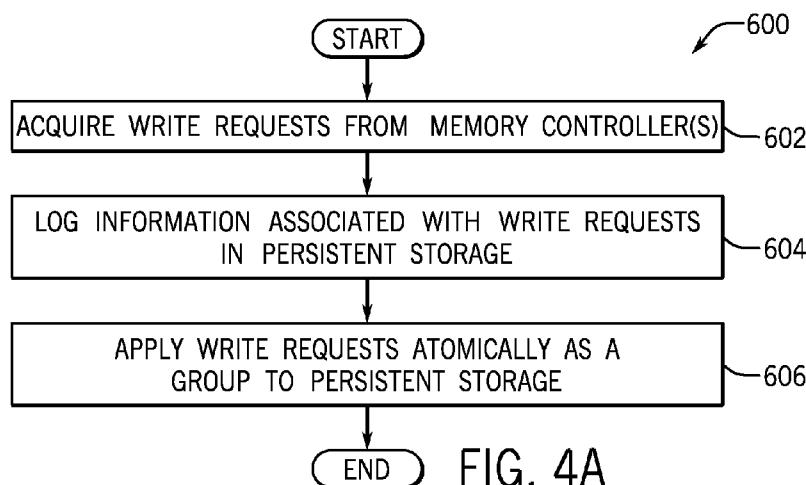 START
600
ACQUIRE WRITE REQUESTS FROM MEMORY CONTROLLER(S)
602
LOG INFORMATION ASSOCIATED WITH WRITE REQUESTS
IN PERSISTENT STORAGE
604
APPLY WRITE REQUESTS ATOMICALLY AS A
GROUP TO PERSISTENT STORAGE
606
END
FIG. 4A